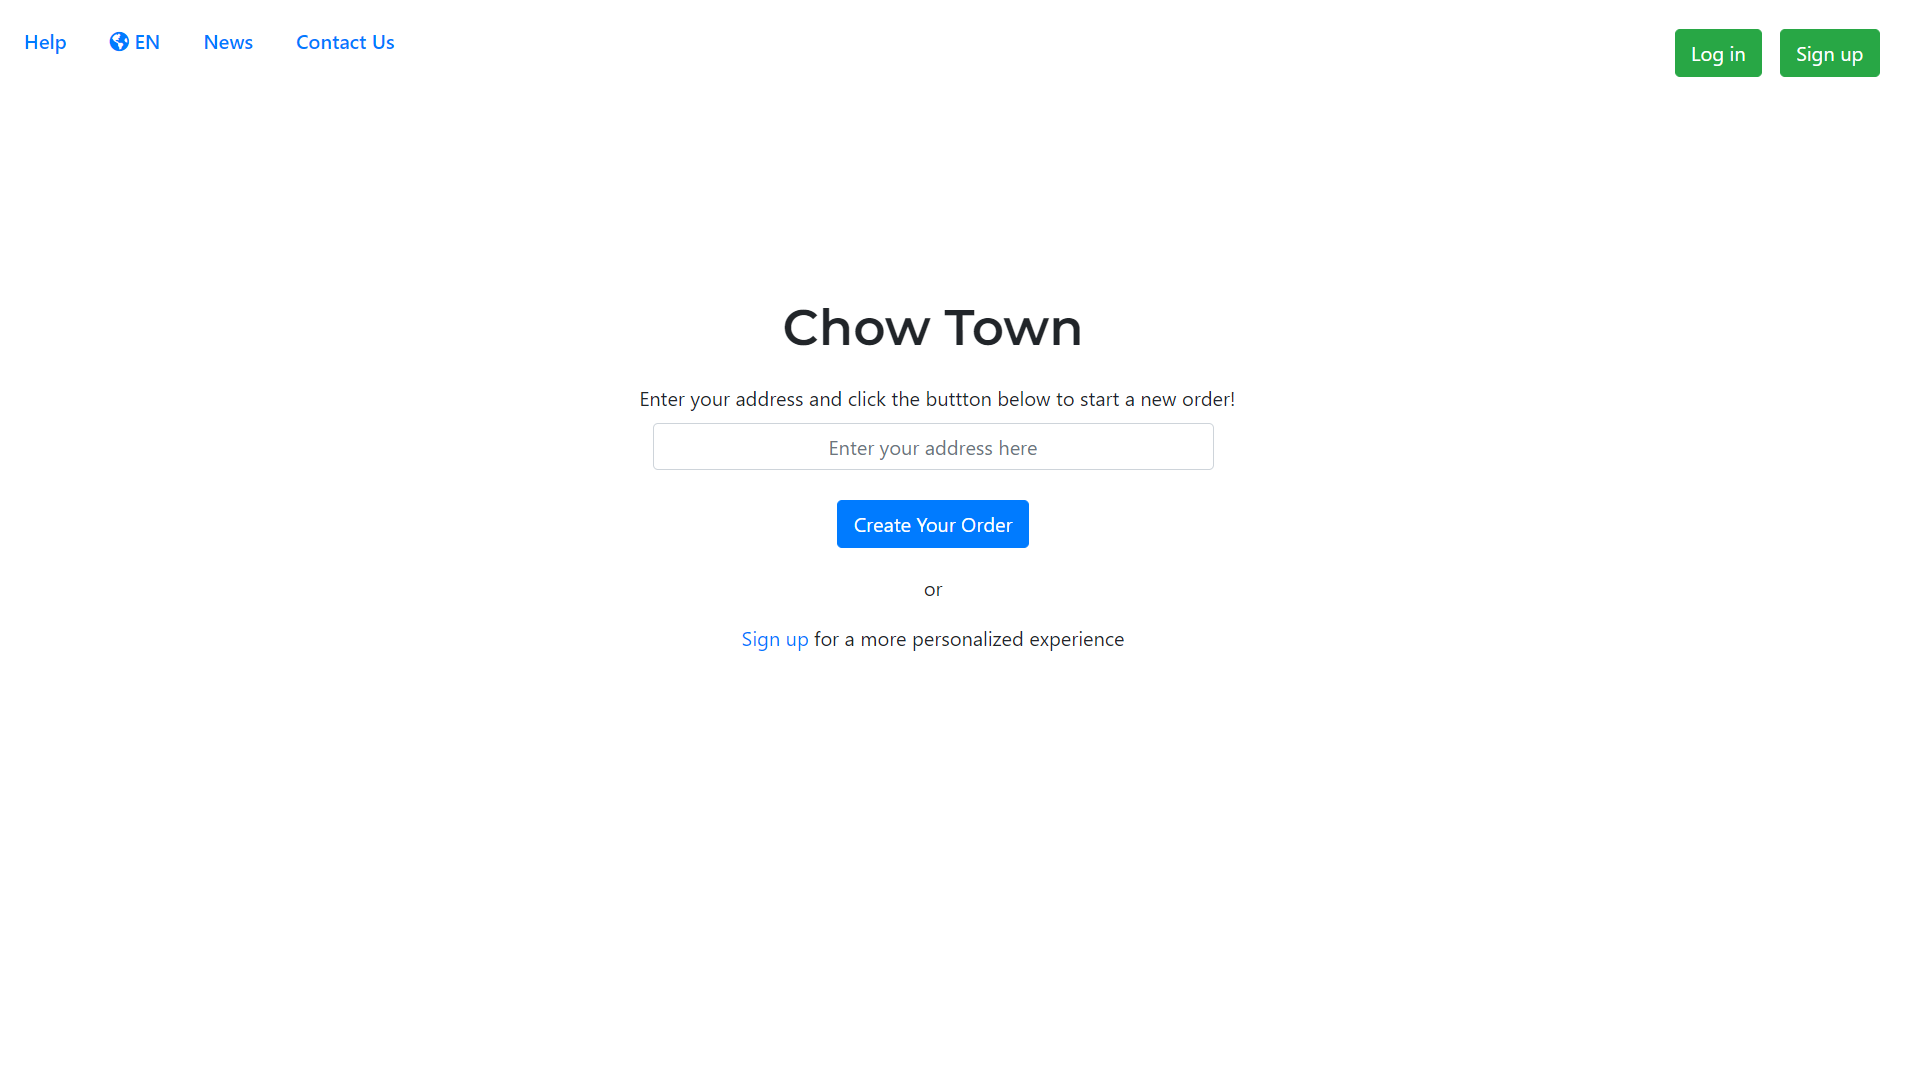 Help EN News Contact Us
Log in Sign up
Chow Town
Enter your address and click the buttton below to start a new order!
Enter your address here
Create Your Order
or
Sign up for a more personalized experience